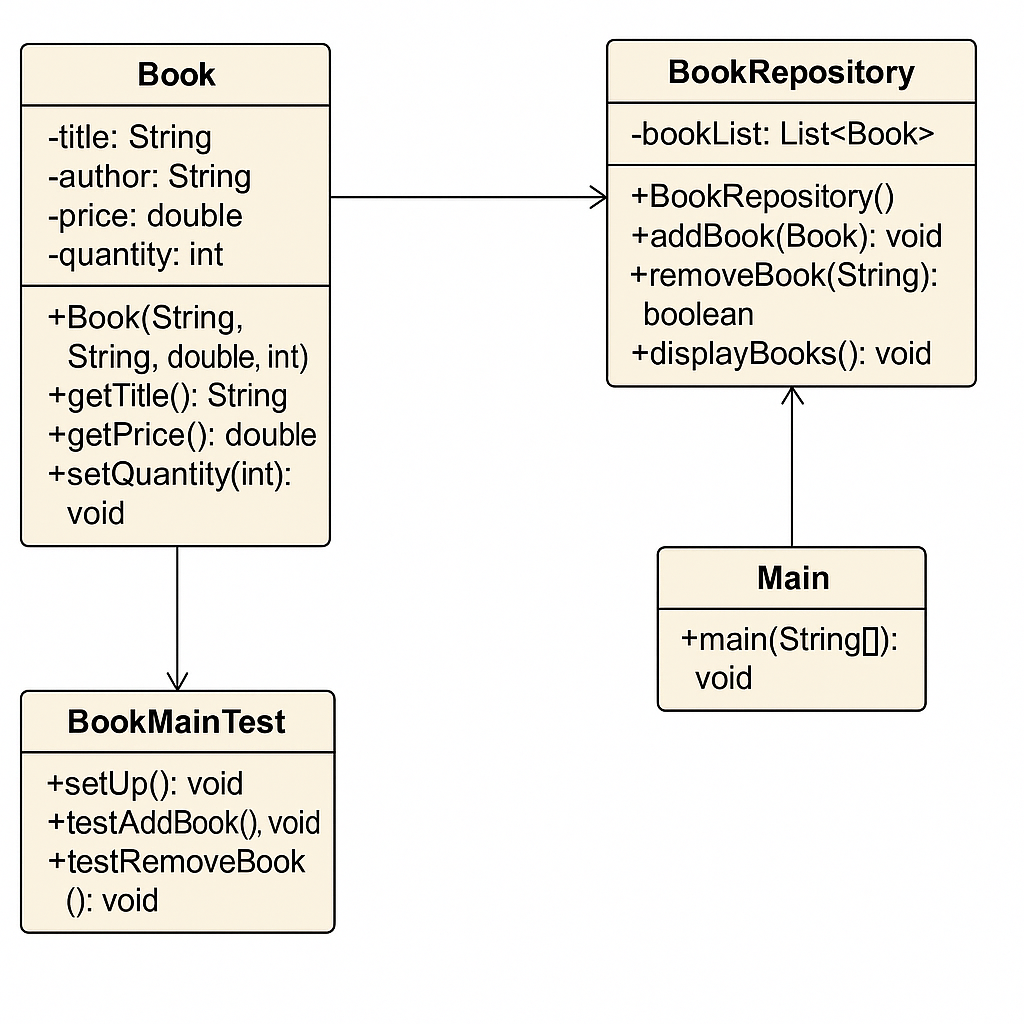 Book
-title: String
-author: String
-price: double
-quantity: int
+Book(String,
String, double, int)
+getTitle(): String
+getPrice(): double
+setQuantity(int):
void
BookRepository
-bookList: List<Book>
+BookRepository()
+addBook(Book): void
+removeBook(String):
boolean
+displayBooks(): void
Main
+main(String[]):
void
BookMainTest
+setUp(): void
+testAddBook(), void
+testRemoveBook
(): void